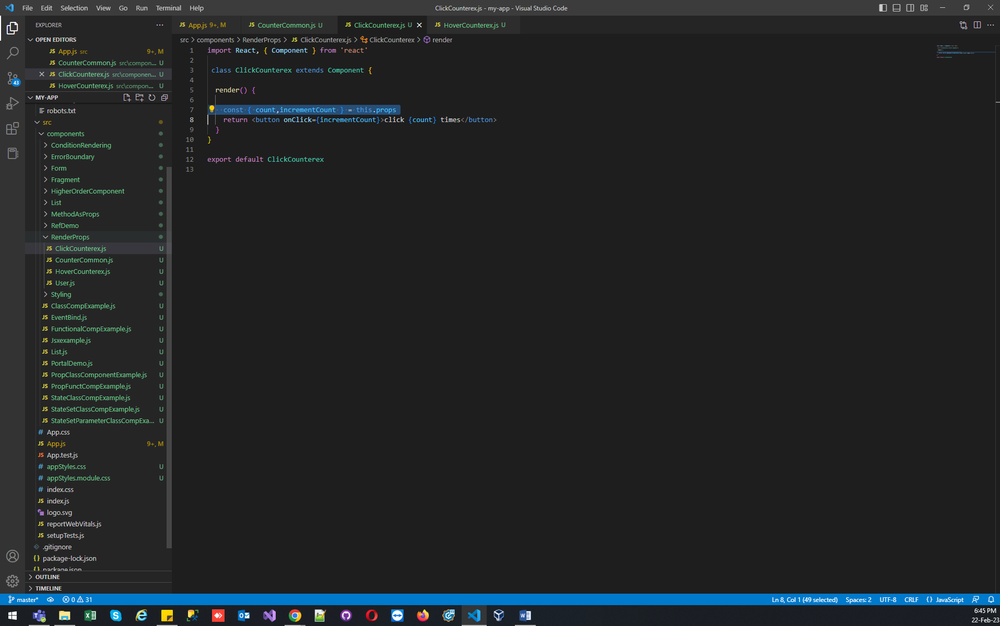 File Edit Selection View Go Run Terminal Help
ClickCounterex.js - my-app - Visual Studio Code
EXPLORER
OPEN EDITORS
JS App.js src 9+, M
JS CounterCommon.js src\compon... U
JS ClickCounterex.js src\componen... U
JS HoverCounterex.js src\compon... U
MY-APP
robots.txt
src
components
ConditionRendering
ErrorBoundary
Form
Fragment
HigherOrderComponent
List
MethodAsProps
RefDemo
RenderProps
JS ClickCounterex.js U
JS CounterCommon.js U
JS HoverCounterex.js U
JS User.js U
Styling
JS ClassCompExample.js U
JS EventBind.js U
JS FunctionalCompExample.js U
JS Jsxexample.js U
JS List.js U
JS PortalDemo.js U
JS PropClassComponentExample.js U
JS PropFunctCompExample.js U
JS StateClassCompExample.js U
JS StateSetClassCompExample.js U
JS StateSetParameterClassCompExa... U
# App.css
JS App.js 9+, M
JS App.test.js
# appStyles.css U
# appStyles.module.css U
# index.css
JS index.js
logo.svg
JS reportWebVitals.js
JS setupTests.js
.gitignore
{} package-lock.json
{} package.json
OUTLINE
TIMELINE
43
JS App.js 9+, M
JS CounterCommon.js U
JS ClickCounterex.js U
JS HoverCounterex.js U
src > components > RenderProps > JS ClickCounterex.js > ClickCounterex > render
1 import React, { Component } from 'react'
2
3 class ClickCounterex extends Component {
4
5 render() {
6
7 const { count,incrementCount } = this.props
8 return <button onClick={incrementCount}>click {count} times</button>
9 }
10 }
11
12 export default ClickCounterex
13
master* 0 31
Ln 8, Col 1 (49 selected) Spaces: 2 UTF-8 CRLF {} JavaScript
6:45 PM
22-Feb-23